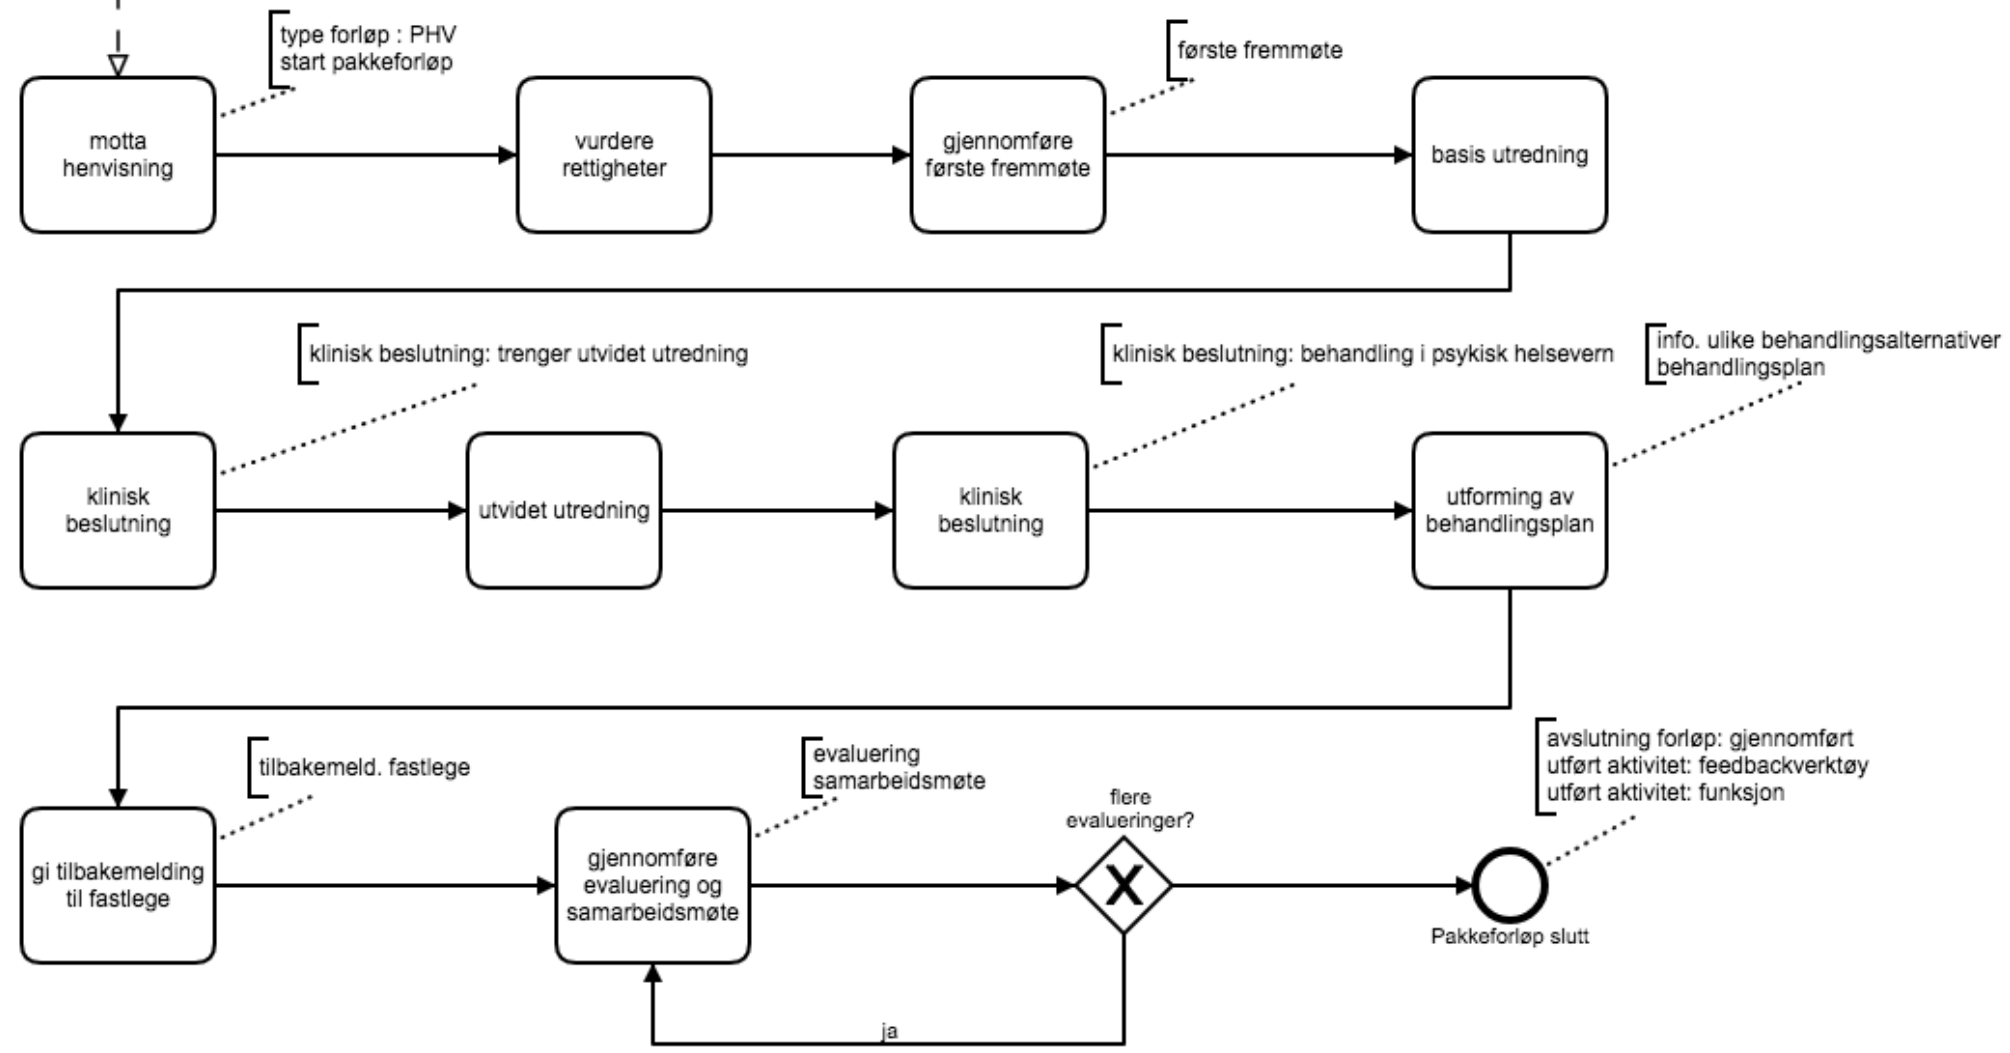 type forløp : PHV
start pakkeforløp
første fremmøte
motta
henvisning
vurdere
rettigheter
gjennomføre
første fremmøte
basis utredning
klinisk beslutning: trenger utvidet utredning
klinisk beslutning: behandling i psykisk helsevern
info. ulike behandlingsalternativer
behandlingsplan
klinisk
beslutning
utvidet utredning
klinisk
beslutning
utforming av
behandlingsplan
tilbakemeld. fastlege
evaluering
samarbeidsmøte
avslutning forløp: gjennomført
utført aktivitet: feedbackverktøy
utført aktivitet: funksjon
gi tilbakemelding
til fastlege
gjennomføre
evaluering og
samarbeidsmøte
flere
evalueringer?
X
Pakkeforløp slutt
ja